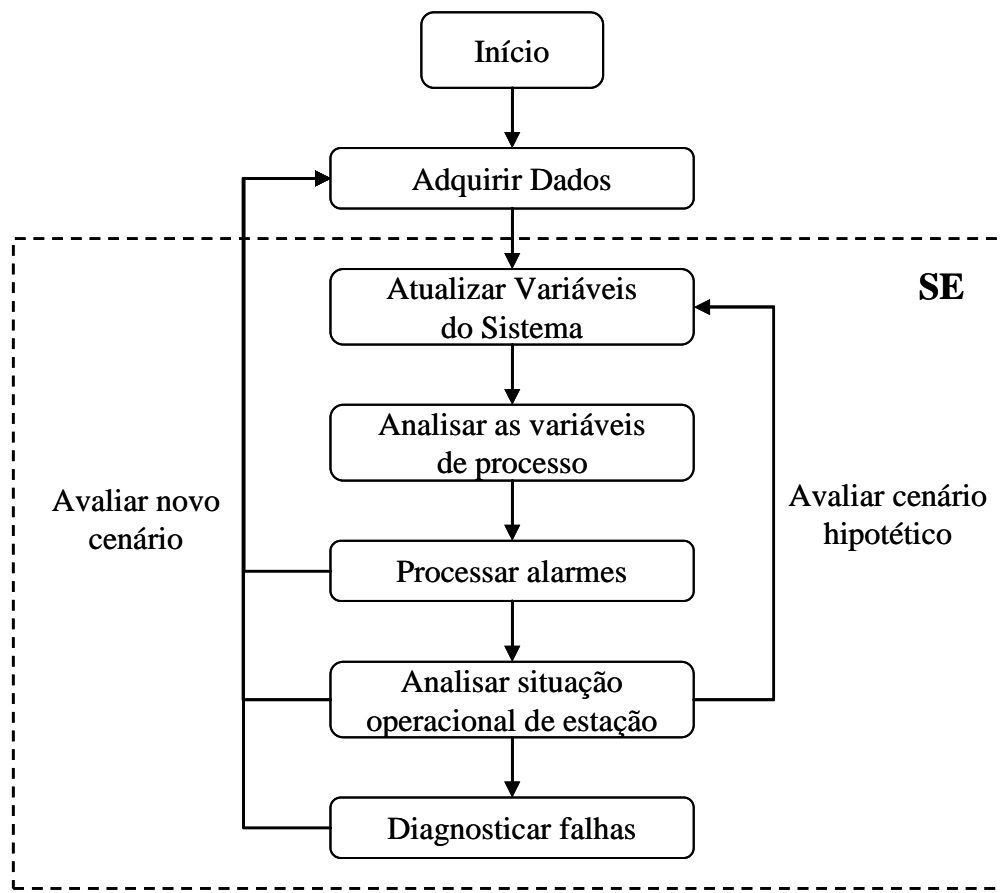 Início
Adquirir Dados
SE
Atualizar Variáveis
do Sistema
Analisar as variáveis
de processo
Avaliar novo
cenário
Avaliar cenário
hipotético
Processar alarmes
Analisar situação
operacional de estação
Diagnosticar falhas